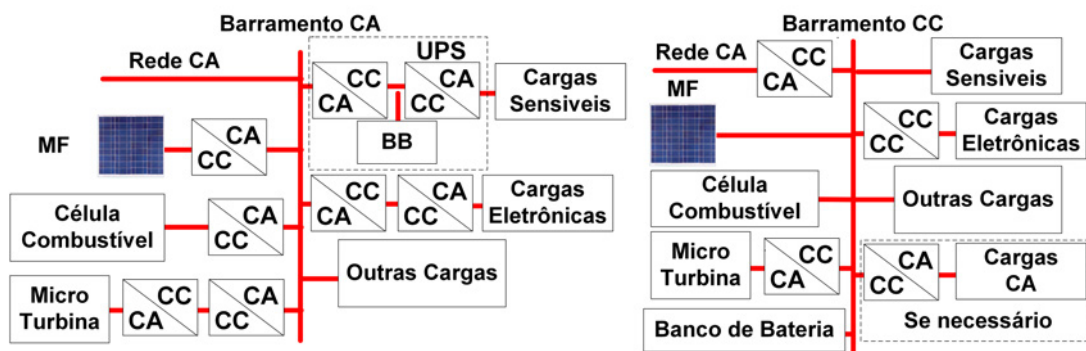 Barramento CA
Rede CA
UPS
CC
CA
CA
CC
Cargas
Sensiveis
BB
MF
CA
CC
CC
CA
CA
CC
Cargas
Eletrônicas
Célula
Combustível
CA
CC
Outras Cargas
Micro
Turbina
CC
CA
CA
CC
Barramento CC
Rede CA
CC
CA
Cargas
Sensiveis
MF
CC
CC
Cargas
Eletrônicas
Célula
Combustível
Outras Cargas
Micro
Turbina
CC
CA
CA
CC
Cargas
CA
Banco de Bateria
Se necessário